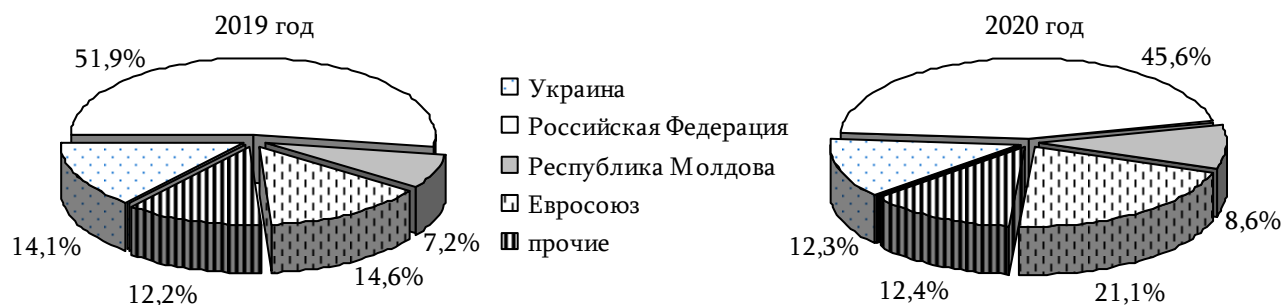 2019 год
51,9%
14,1%
12,2%
14,6%
7,2%
Украина
Российская Федерация
Республика Молдова
Евросоюз
прочие
2020 год
45,6%
12,3%
12,4%
21,1%
8,6%